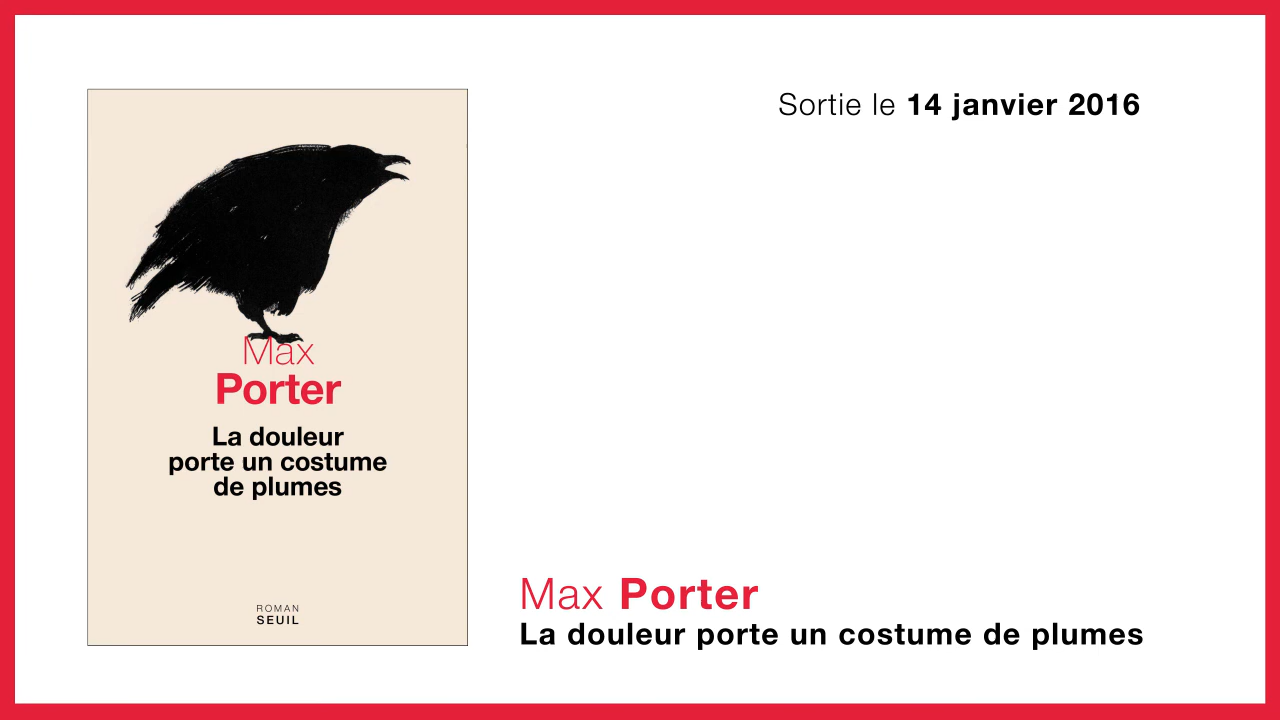 Sortie le 14 janvier 2016
Max
Porter
La douleur
porte un costume
de plumes
ROMAN
SEUIL
Max Porter
La douleur porte un costume de plumes